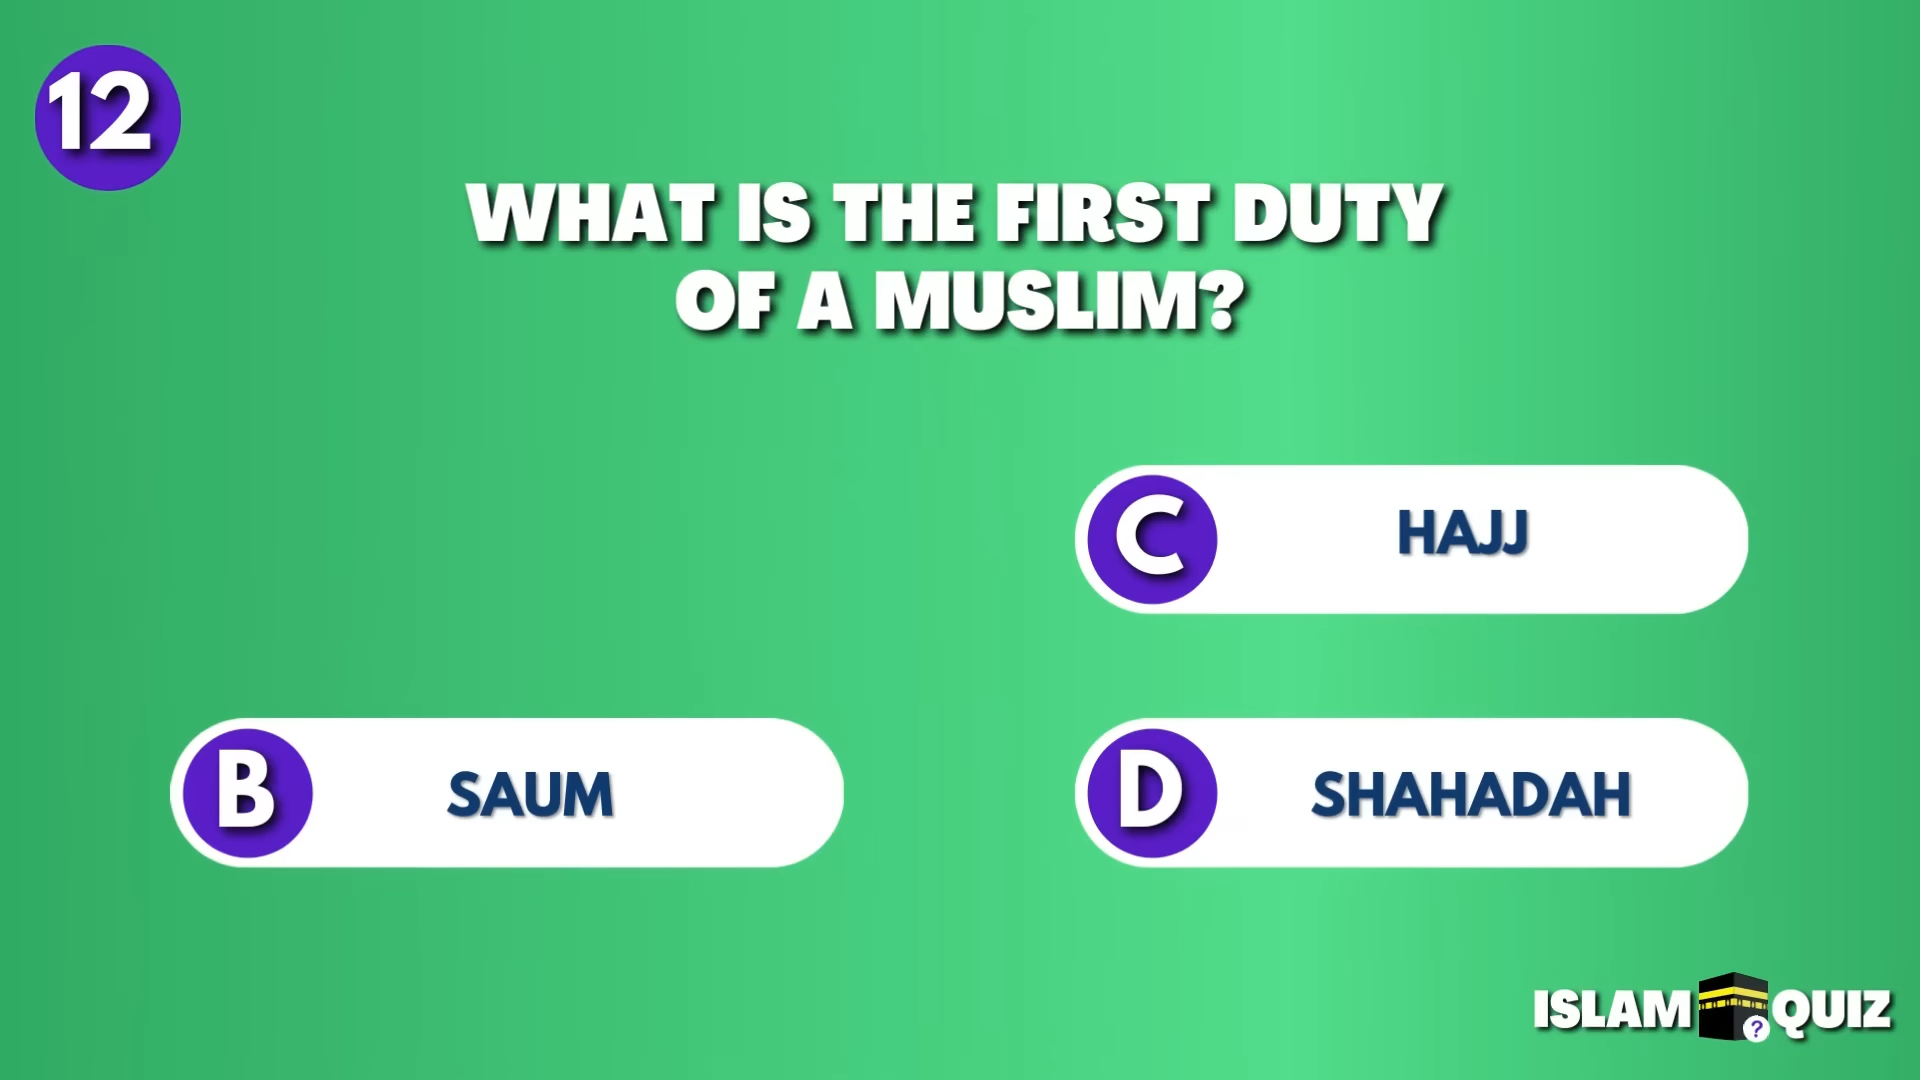 12
WHAT IS THE FIRST DUTY
OF A MUSLIM?
C HAJJ
B SAUM
D SHAHADAH
ISLAM ? QUIZ